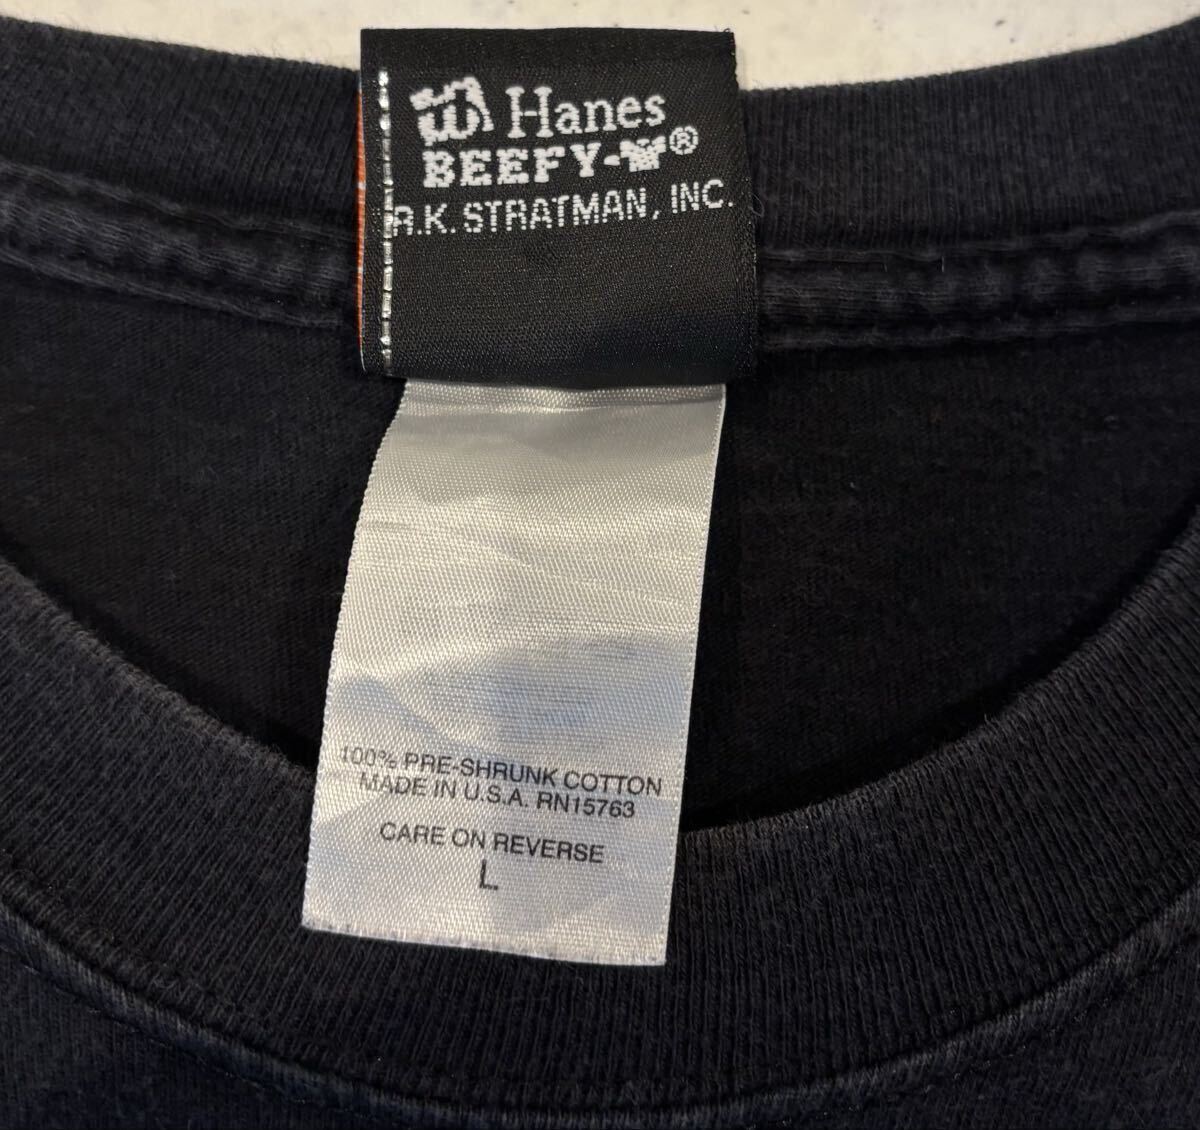 Hanes
BEEFY-T®
R.K. STRATMAN, INC.
100% PRE-SHRUNK COTTON
MADE IN U.S.A. RN15763
CARE ON REVERSE
L